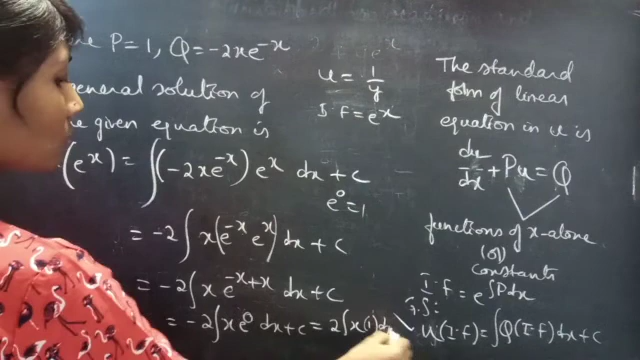 P=1, Q=-2xe^{-x}
u = 1/y
I·F = e^x
general solution of
given equation is
(e^x) = ∫(-2xe^{-x}) e^x dx + c
e^0 = 1
= -2∫ x(e^{-x} e^x) dx + c
= -2∫ x e^{-x+x} dx + c
= -2∫ x e^0 dx + c = 2∫ x(1) d
The standard
form of linear
equation in u is
du/dx + Pu = Q
functions of x-alone
(or)
constants
I·f = e^{∫Pdx}
G.S:
u(I·f) = ∫Q(I·f) dx + c